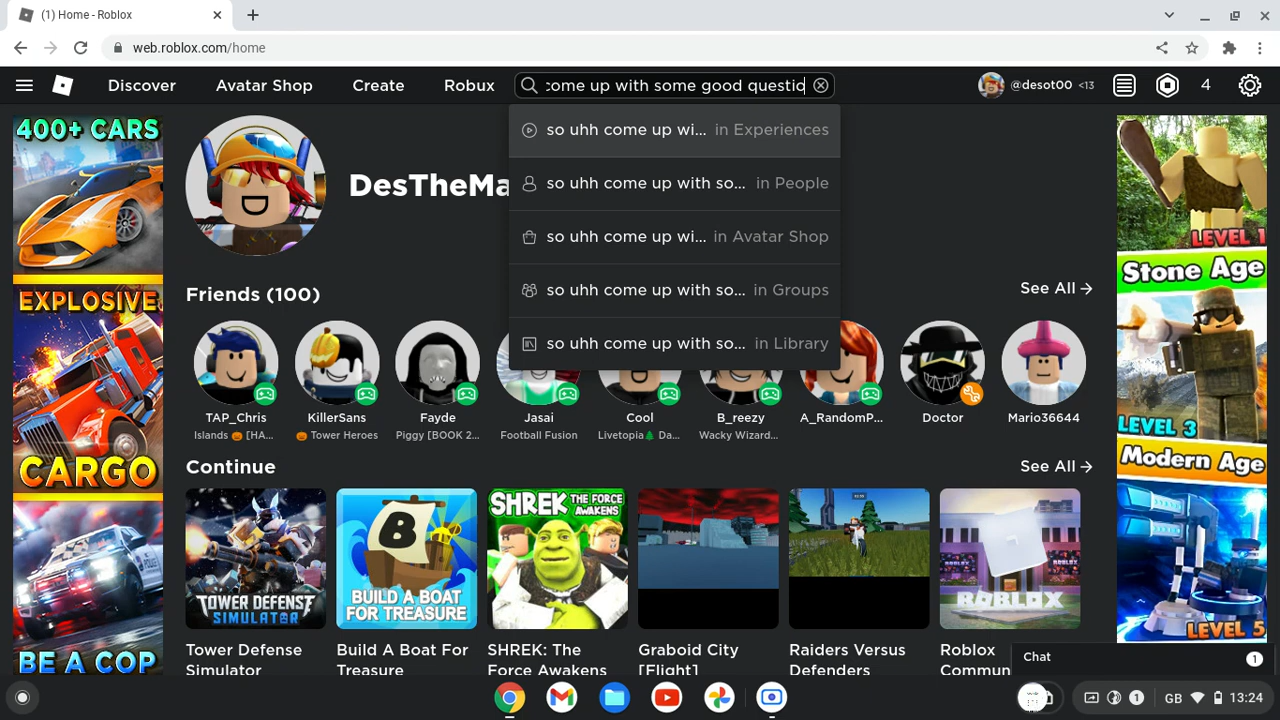 (1) Home - Roblox
web.roblox.com/home
Discover Avatar Shop Create Robux come up with some good questio @desot00 <13 4
so uhh come up wi... in Experiences
so uhh come up with so... in People
so uhh come up wi... in Avatar Shop
so uhh come up with so... in Groups
so uhh come up with so... in Library
400+ CARS
EXPLOSIVE
CARGO
BE A COP
DesTheMa
LEVEL 1
Stone Age
LEVEL 3
Modern Age
LEVEL 5
Friends (100) See All →
TAP_Chris KillerSans Fayde Jasai Cool B_reezy A_RandomP... Doctor Mario36644
Islands 🎃 [HA... 🎃 Tower Heroes Piggy [BOOK 2... Football Fusion Livetopia🌲 Da... Wacky Wizard...
Continue See All →
TOWER DEFENSE
SIMULATOR
B
BUILD A BOAT
FOR TREASURE
SHREK THE FORCE
AWAKENS
ROBLOX
Tower Defense
Simulator
Build A Boat For
Treasure
SHREK: The
Force Awakens
Graboid City
[Flight]
Raiders Versus
Defenders
Roblox
Commun
Chat 1
1 GB 13:24